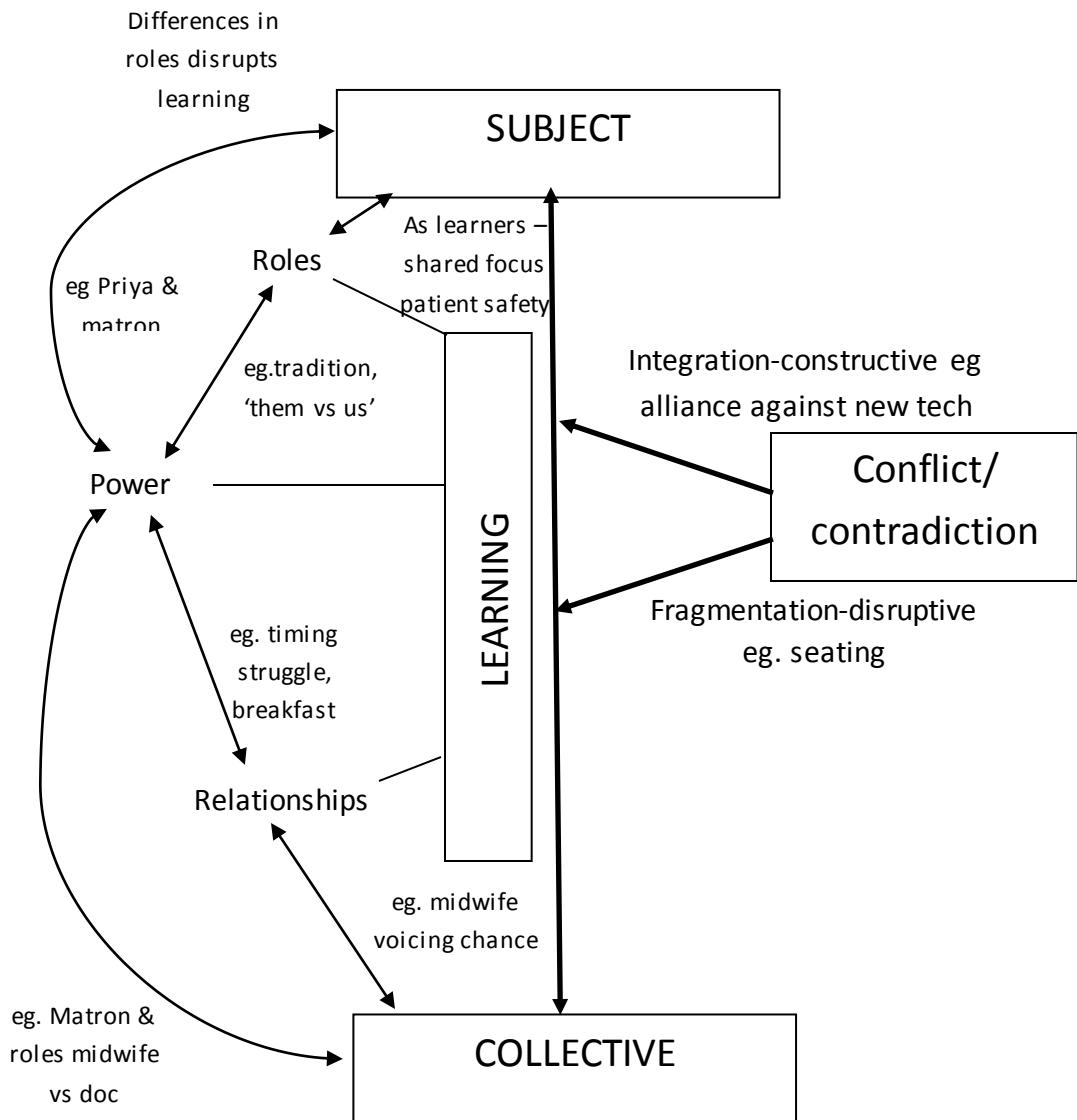 Differences in
roles disrupts
learning
SUBJECT
As learners –
shared focus
patient safety
Roles
eg Priya &
matron
eg.tradition,
‘them vs us’
Integration-constructive eg
alliance against new tech
Conflict/
contradiction
Power
LEARNING
Fragmentation-disruptive
eg. seating
eg. timing
struggle,
breakfast
Relationships
eg. midwife
voicing chance
eg. Matron &
roles midwife
vs doc
COLLECTIVE